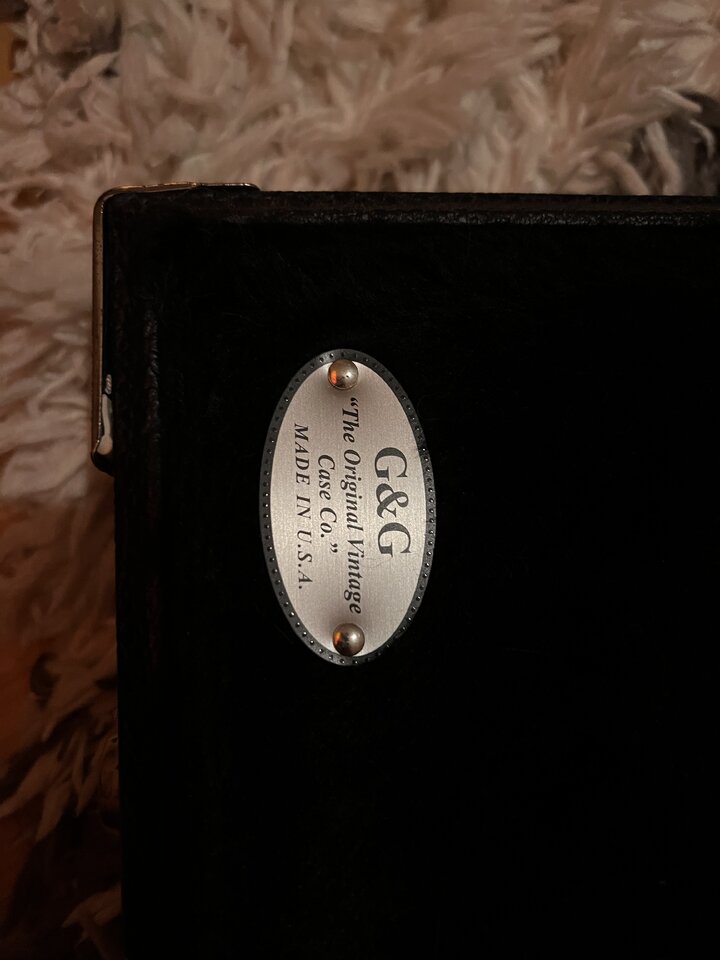 G&G
“The Original Vintage
Case Co.”
MADE IN U.S.A.